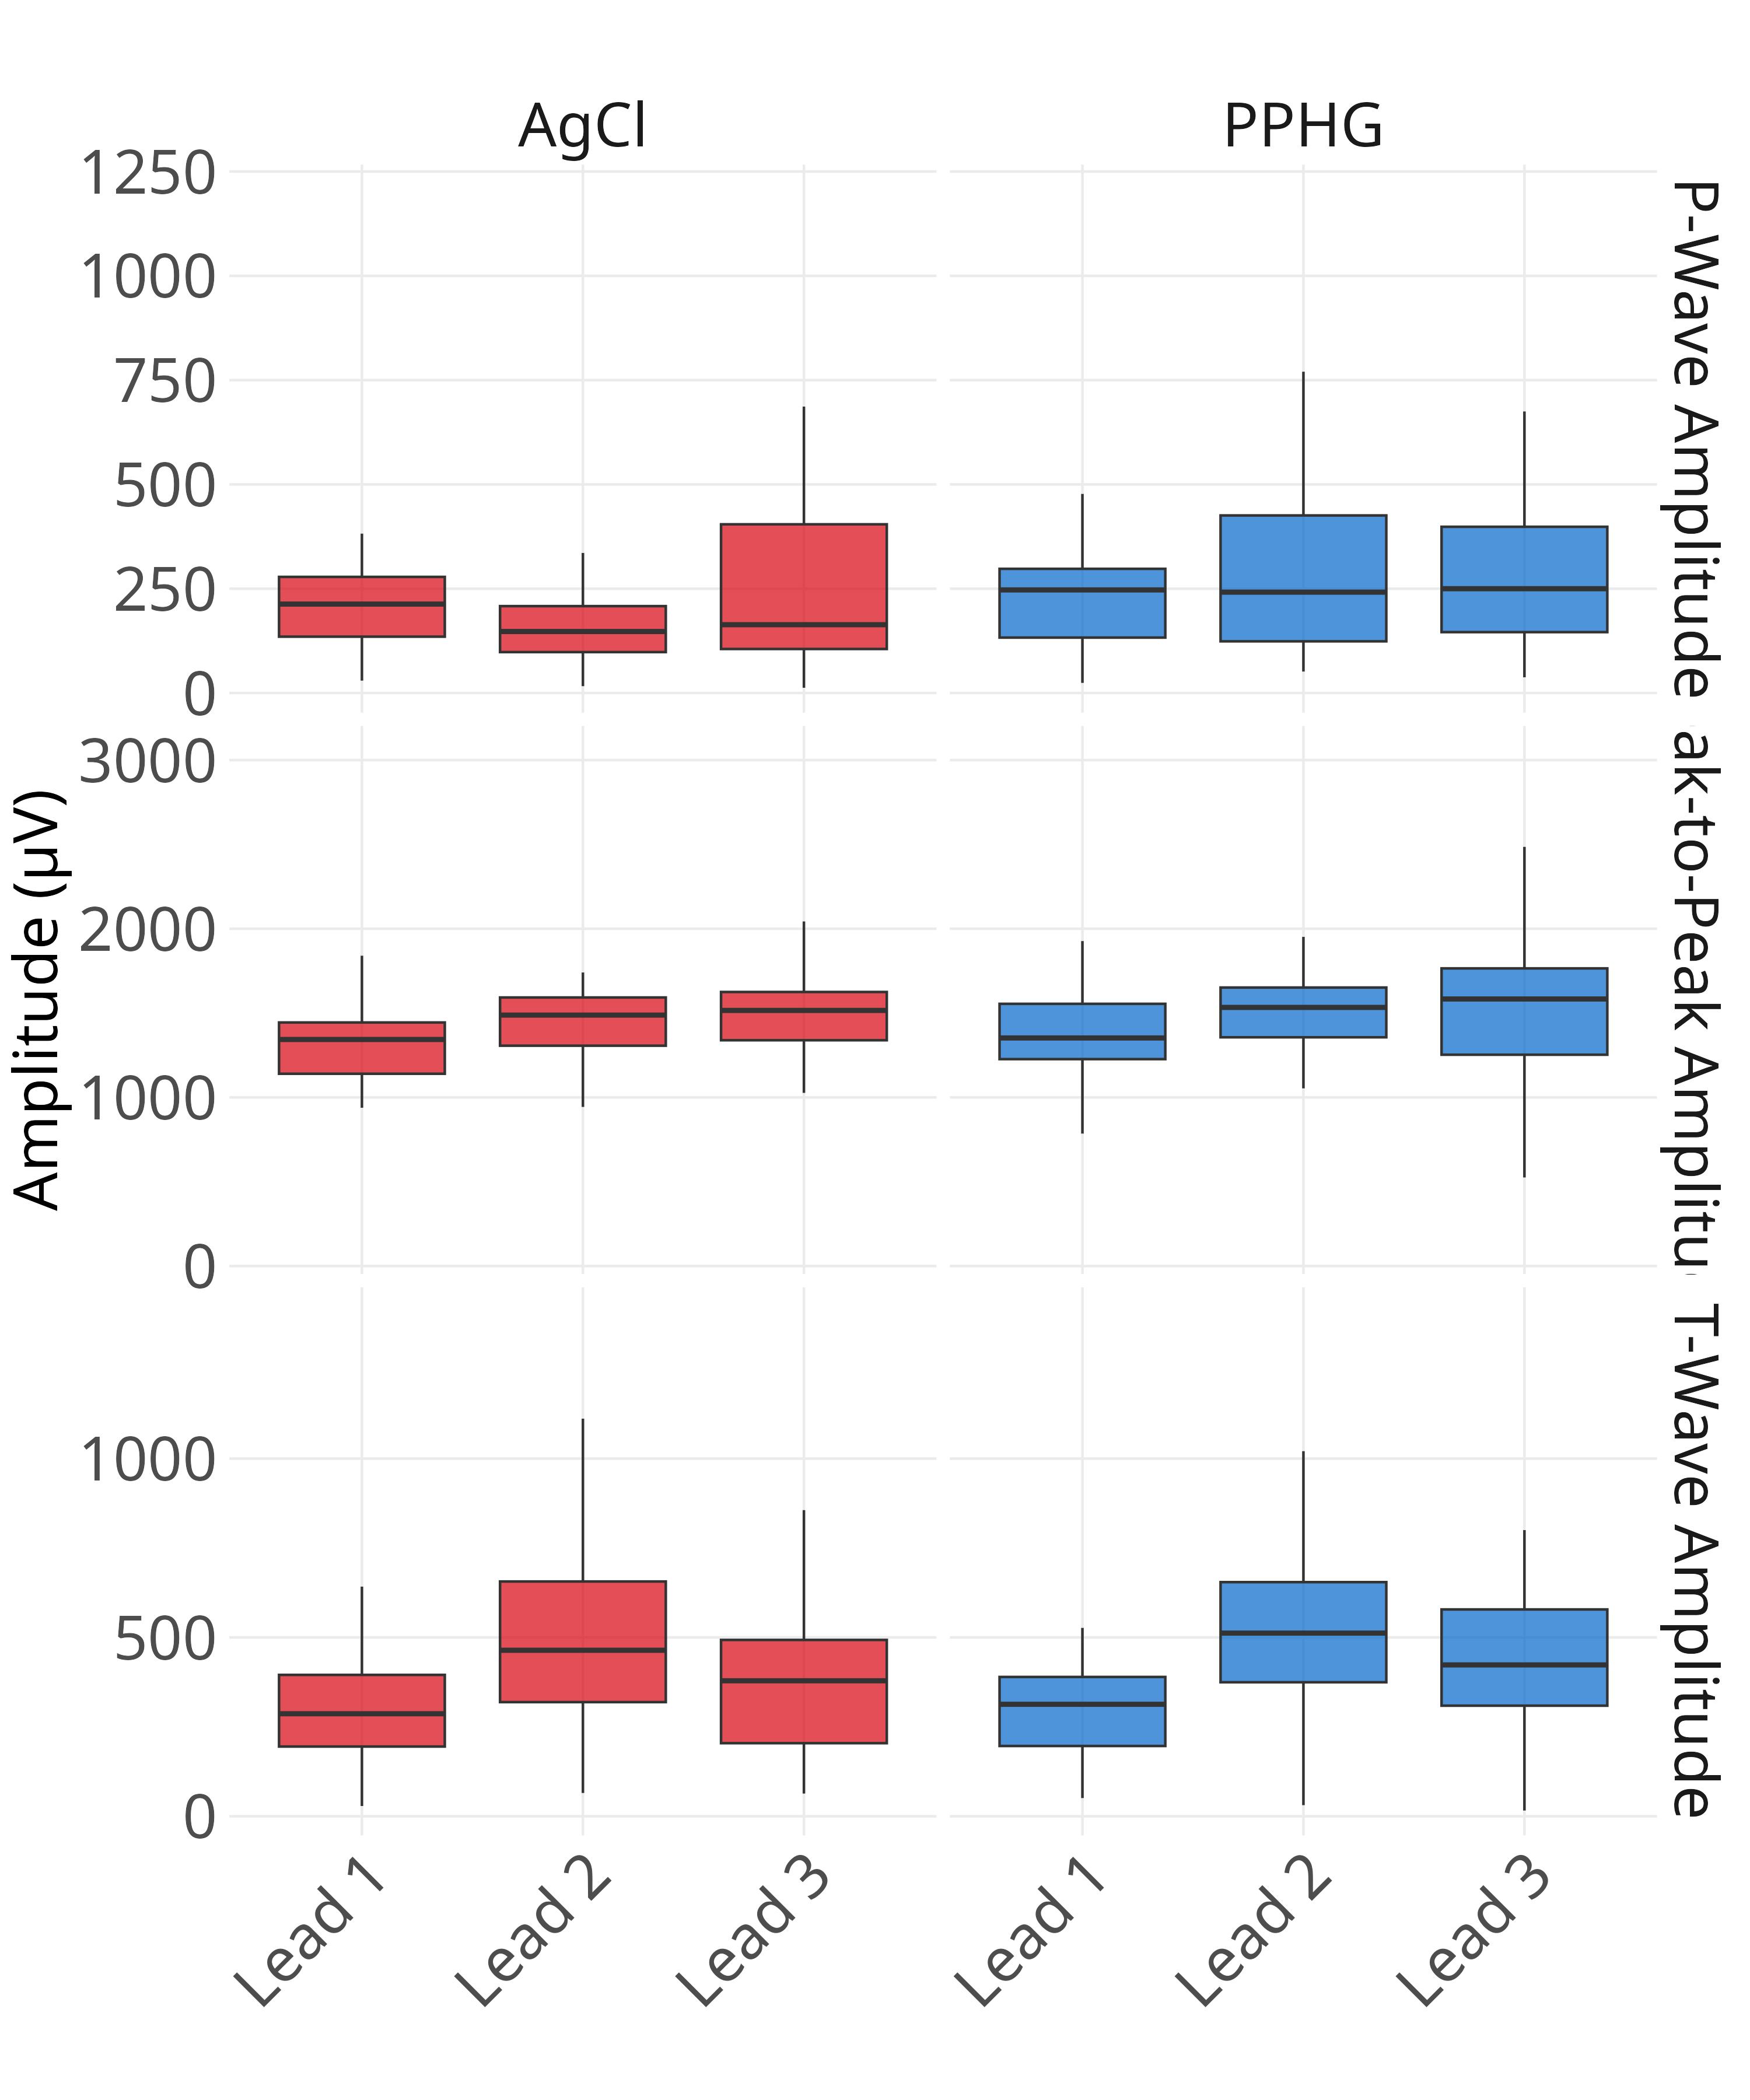 AgCl
PPHG
1250
1000
750
500
250
0
P-Wave Amplitude
Amplitude (µV)
3000
2000
1000
0
ak-to-Peak Amplitu
1000
500
0
T-Wave Amplitude
Lead 1
Lead 2
Lead 3
Lead 1
Lead 2
Lead 3